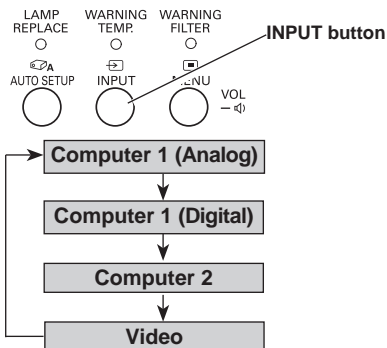 LAMP REPLACE
WARNING TEMP.
WARNING FILTER
INPUT button
A
AUTO SETUP
INPUT
MENU
VOL
–
Computer 1 (Analog)
Computer 1 (Digital)
Computer 2
Video